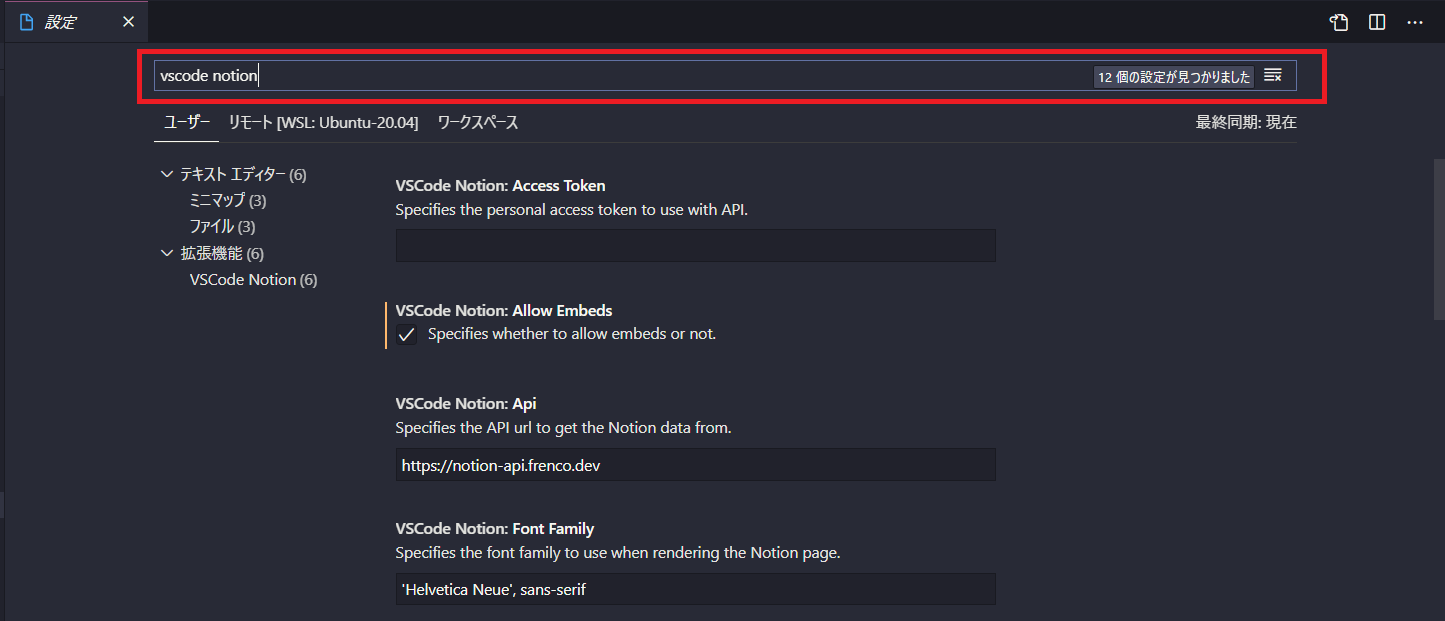 設定
vscode notion
12 個の設定が見つかりました
ユーザー リモート [WSL: Ubuntu-20.04] ワークスペース
最終同期: 現在
テキスト エディター (6)
ミニマップ (3)
ファイル (3)
拡張機能 (6)
VSCode Notion (6)
VSCode Notion: Access Token
Specifies the personal access token to use with API.
VSCode Notion: Allow Embeds
Specifies whether to allow embeds or not.
VSCode Notion: Api
Specifies the API url to get the Notion data from.
https://notion-api.frenco.dev
VSCode Notion: Font Family
Specifies the font family to use when rendering the Notion page.
'Helvetica Neue', sans-serif